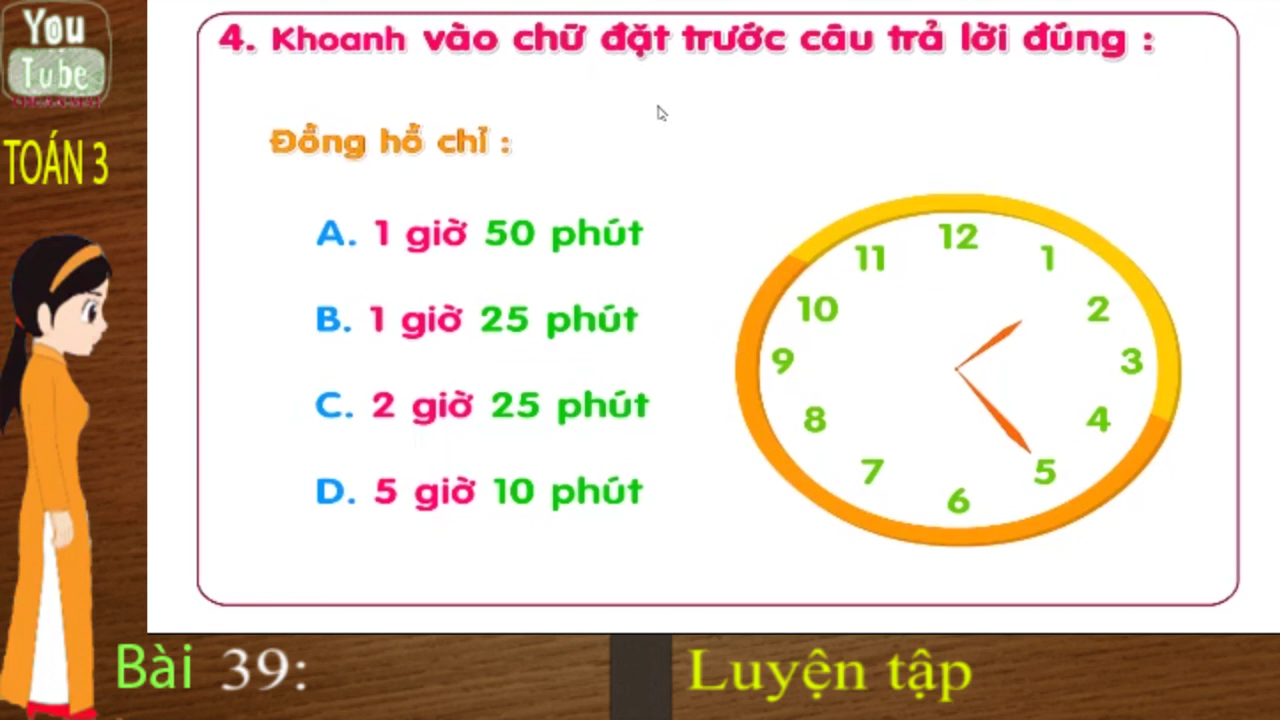 You
Tube
TOÁN 3
4. Khoanh vào chữ đặt trước câu trả lời đúng :
Đồng hồ chỉ :
A. 1 giờ 50 phút
B. 1 giờ 25 phút
C. 2 giờ 25 phút
D. 5 giờ 10 phút
12
11
1
10
2
9
3
8
4
7
5
6
Bài 39:
Luyện tập